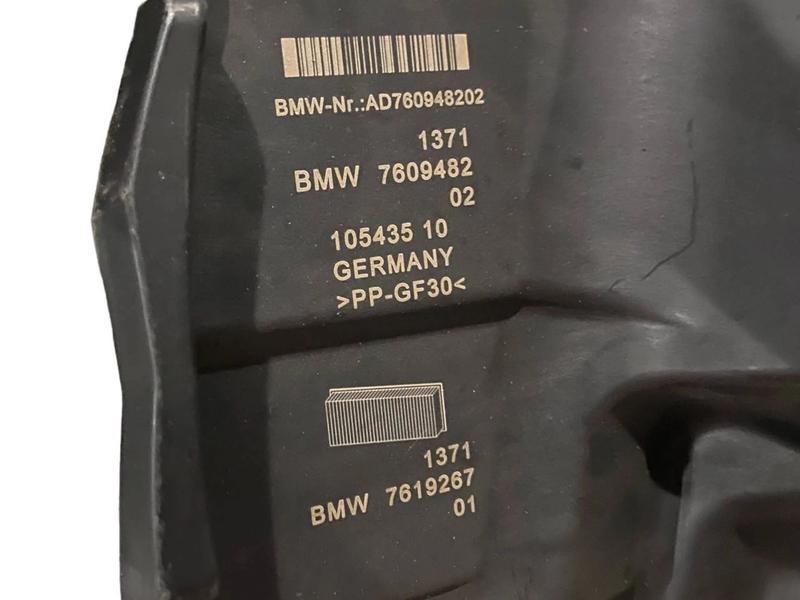 BMW-Nr.:AD760948202
1371
BMW 7609482
02
105435 10
GERMANY
>PP-GF30<
1371
BMW 7619267
01